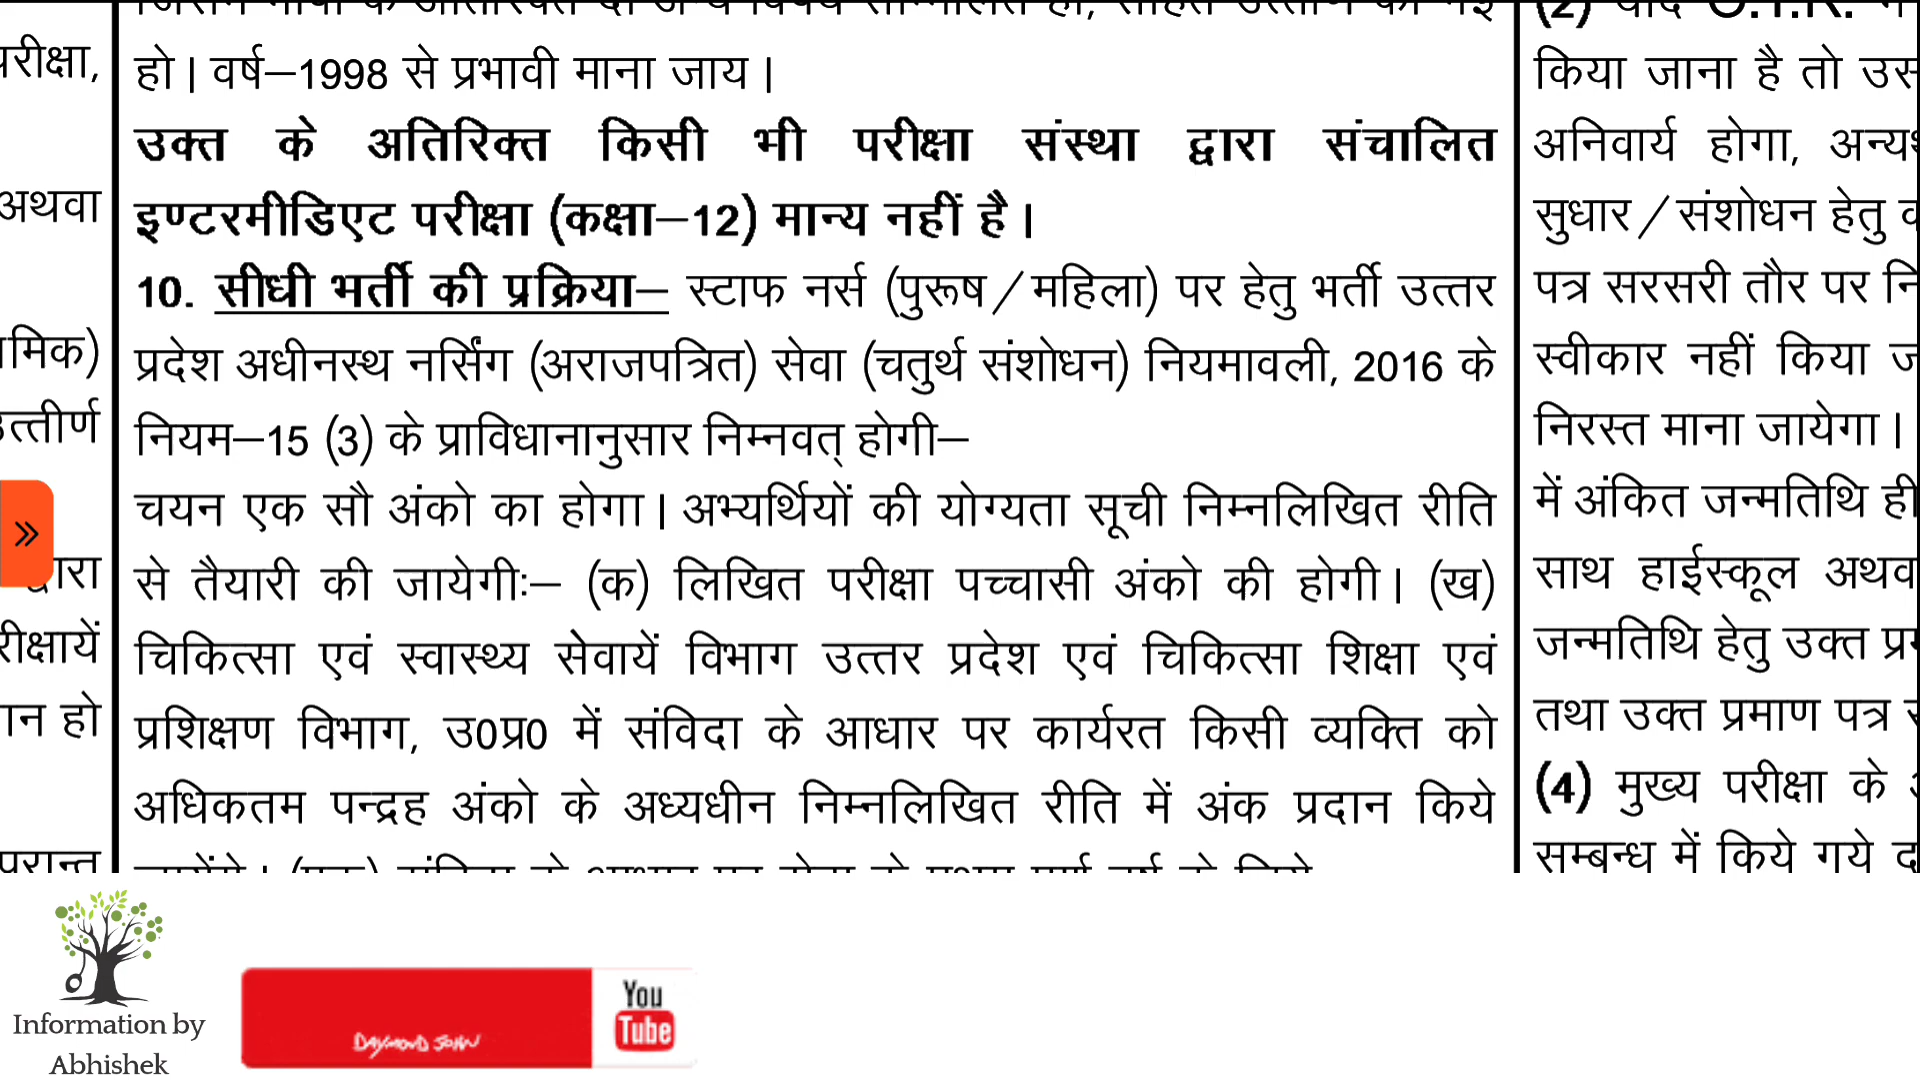 परीक्षा,
अथवा
मिक)
उत्तीर्ण
द्वारा
रीक्षायें
हो
हो। वर्ष–1998 से प्रभावी माना जाय।
उक्त के अतिरिक्त किसी भी परीक्षा संस्था द्वारा संचालित
इण्टरमीडिएट परीक्षा (कक्षा–12) मान्य नहीं है।
10. सीधी भर्ती की प्रक्रिया– स्टाफ नर्स (पुरूष/महिला) पर हेतु भर्ती उत्तर
प्रदेश अधीनस्थ नर्सिंग (अराजपत्रित) सेवा (चतुर्थ संशोधन) नियमावली, 2016 के
नियम–15 (3) के प्राविधानानुसार निम्नवत् होगी–
चयन एक सौ अंको का होगा। अभ्यर्थियों की योग्यता सूची निम्नलिखित रीति
से तैयारी की जायेगीः– (क) लिखित परीक्षा पच्चासी अंको की होगी। (ख)
चिकित्सा एवं स्वास्थ्य सेवायें विभाग उत्तर प्रदेश एवं चिकित्सा शिक्षा एवं
प्रशिक्षण विभाग, उ0प्र0 में संविदा के आधार पर कार्यरत किसी व्यक्ति को
अधिकतम पन्द्रह अंको के अध्यधीन निम्नलिखित रीति में अंक प्रदान किये
किया जाना है तो
अनिवार्य होगा,
सुधार/संशोधन हेतु
पत्र सरसरी तौर पर
स्वीकार नहीं किया
निरस्त माना जायेगा।
में अंकित जन्मतिथि ही
साथ हाईस्कूल
जन्मतिथि हेतु उक्त
तथा उक्त प्रमाण पत्र
(4) मुख्य परीक्षा के
सम्बन्ध में किये गये
Information by
Abhishek
DAYMOND JOHN
You
Tube